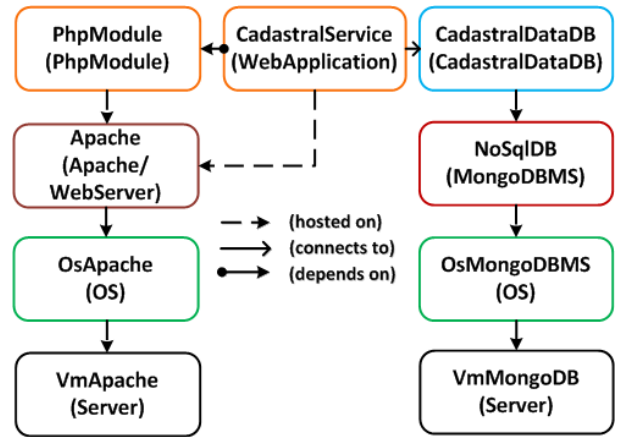 PhpModule
(PhpModule)
CadastralService
(WebApplication)
CadastralDataDB
(CadastralDataDB)
Apache
(Apache/
WebServer)
NoSqlDB
(MongoDBMS)
(hosted on)
(connects to)
(depends on)
OsApache
(OS)
OsMongoDBMS
(OS)
VmApache
(Server)
VmMongoDB
(Server)